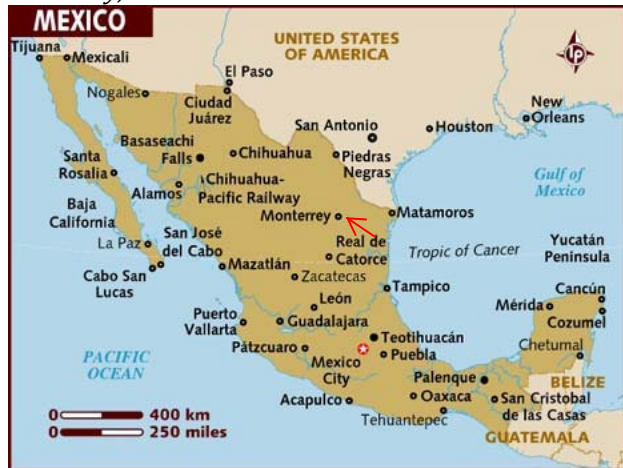 MEXICO
UNITED STATES
OF AMERICA
Tijuana
Mexicali
El Paso
Nogales
Ciudad
Juárez
San Antonio
Houston
New
Orleans
Basaseachi
Falls
Chihuahua
Piedras
Negras
Santa
Rosalia
Alamos
Chihuahua-
Pacific Railway
Gulf of
Mexico
Baja
California
Monterrey
Matamoros
La Paz
San José
del Cabo
Real de
Catorce
Tropic of Cancer
Yucatán
Peninsula
Cabo San
Lucas
Mazatlán
Zacatecas
Tampico
Cancún
León
Mérida
Puerto
Vallarta
Guadalajara
Cozumel
Teotihuacán
Chetumal
Pátzcuaro
Puebla
PACIFIC
OCEAN
Mexico
City
Palenque
BELIZE
Acapulco
Oaxaca
San Cristobal
de las Casas
Tehuantepec
GUATEMALA
0 400 km
0 250 miles
lp